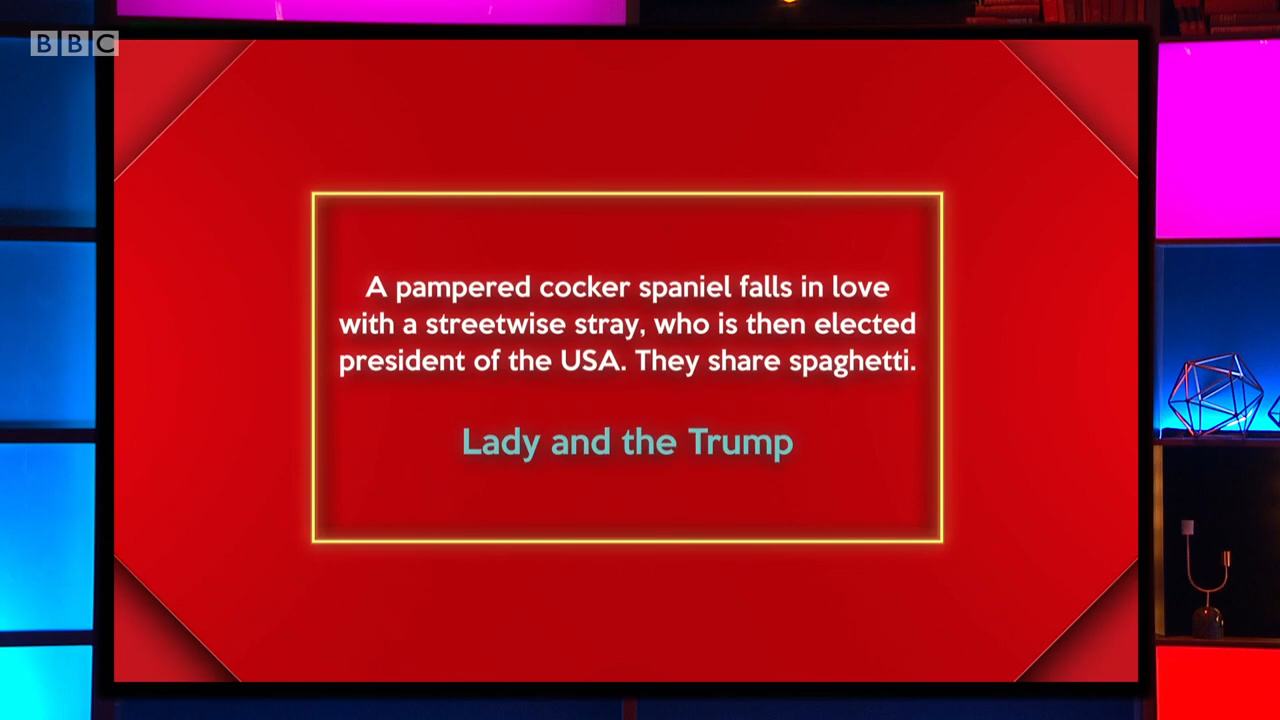 BBC
A pampered cocker spaniel falls in love
with a streetwise stray, who is then elected
president of the USA. They share spaghetti.
Lady and the Trump